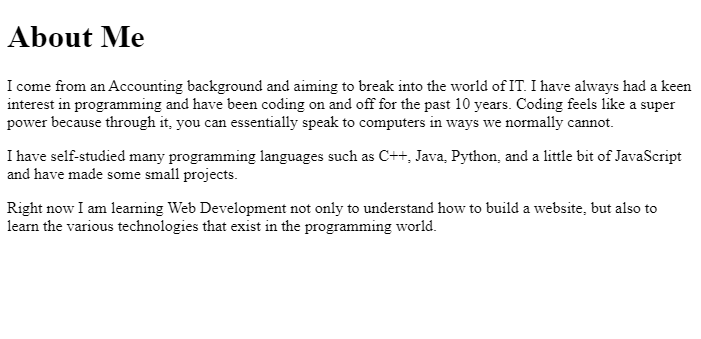 About Me
I come from an Accounting background and aiming to break into the world of IT. I have always had a keen
interest in programming and have been coding on and off for the past 10 years. Coding feels like a super
power because through it, you can essentially speak to computers in ways we normally cannot.
I have self-studied many programming languages such as C++, Java, Python, and a little bit of JavaScript
and have made some small projects.
Right now I am learning Web Development not only to understand how to build a website, but also to
learn the various technologies that exist in the programming world.